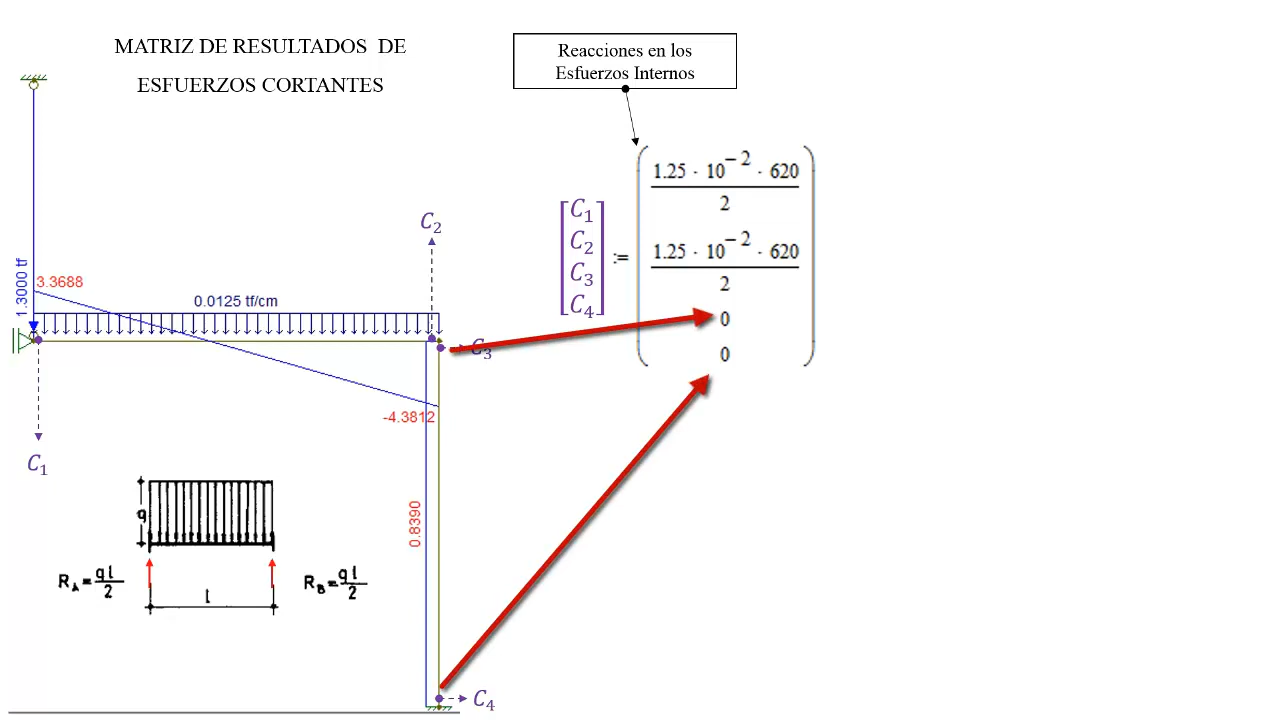 MATRIZ DE RESULTADOS DE
ESFUERZOS CORTANTES
Reacciones en los
Esfuerzos Internos
1.3000 tf
3.3688
0.0125 tf/cm
-4.3812
0.8390
C₂
C₁
C₃
C₄
[C₁
C₂
C₃
C₄] :=
1.25 · 10⁻² · 620
2
1.25 · 10⁻² · 620
2
0
0
q
R_A = ql/2
l
R_B = ql/2